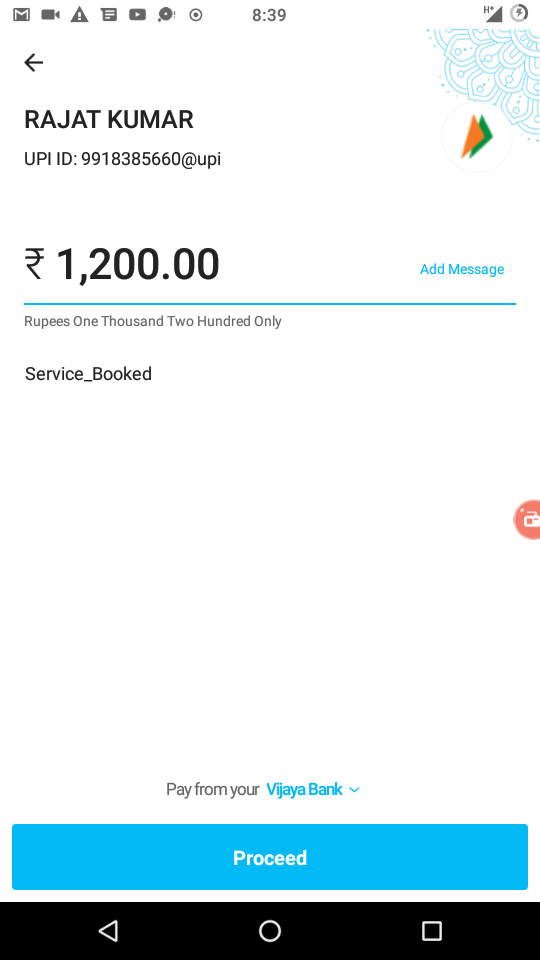 8:39
H+
RAJAT KUMAR
UPI ID: 9918385660@upi
₹ 1,200.00
Add Message
Rupees One Thousand Two Hundred Only
Service_Booked
Pay from your Vijaya Bank
Proceed